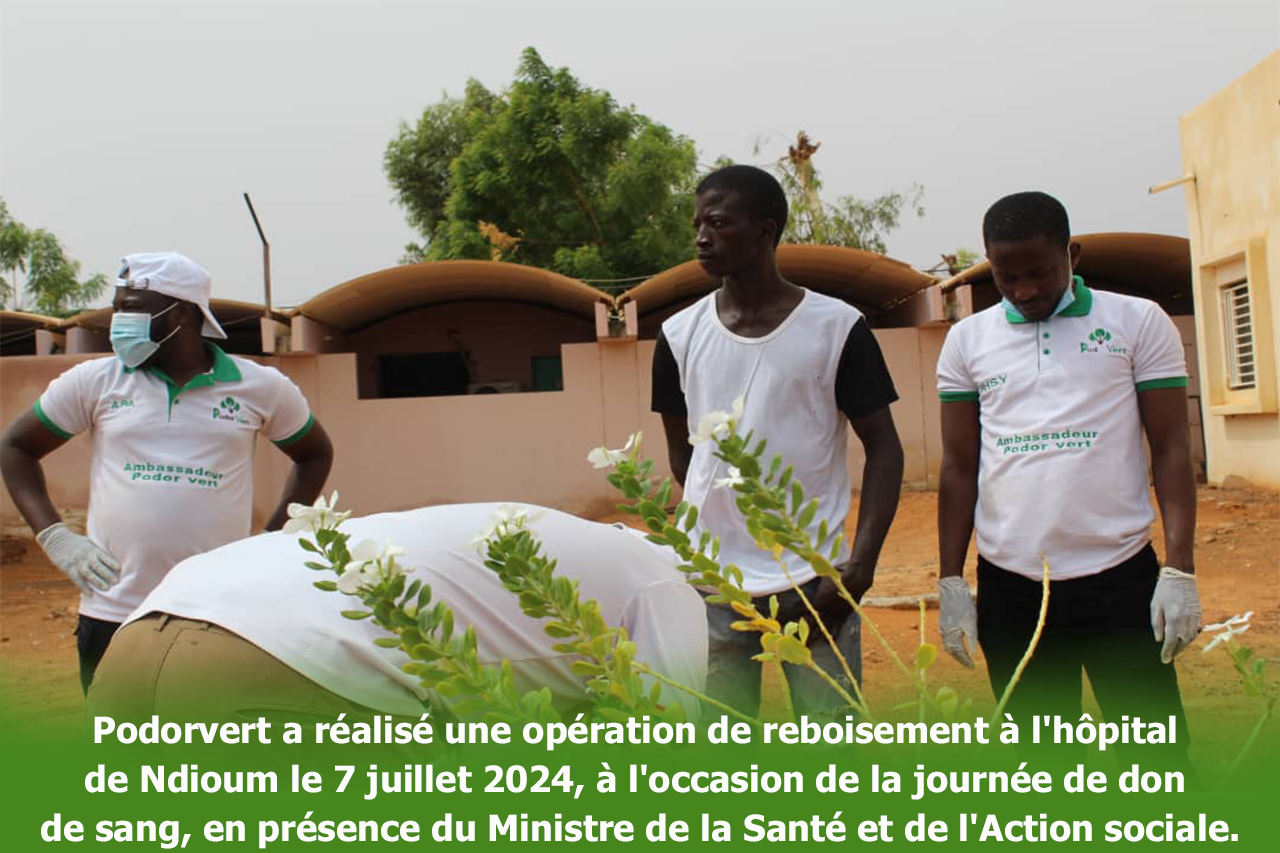 A.BA
Podor Vert
Ambassadeur
Podor vert
Podor Vert
Ambassadeur
Podor vert
Podorvert a réalisé une opération de reboisement à l'hôpital
de Ndioum le 7 juillet 2024, à l'occasion de la journée de don
de sang, en présence du Ministre de la Santé et de l'Action sociale.